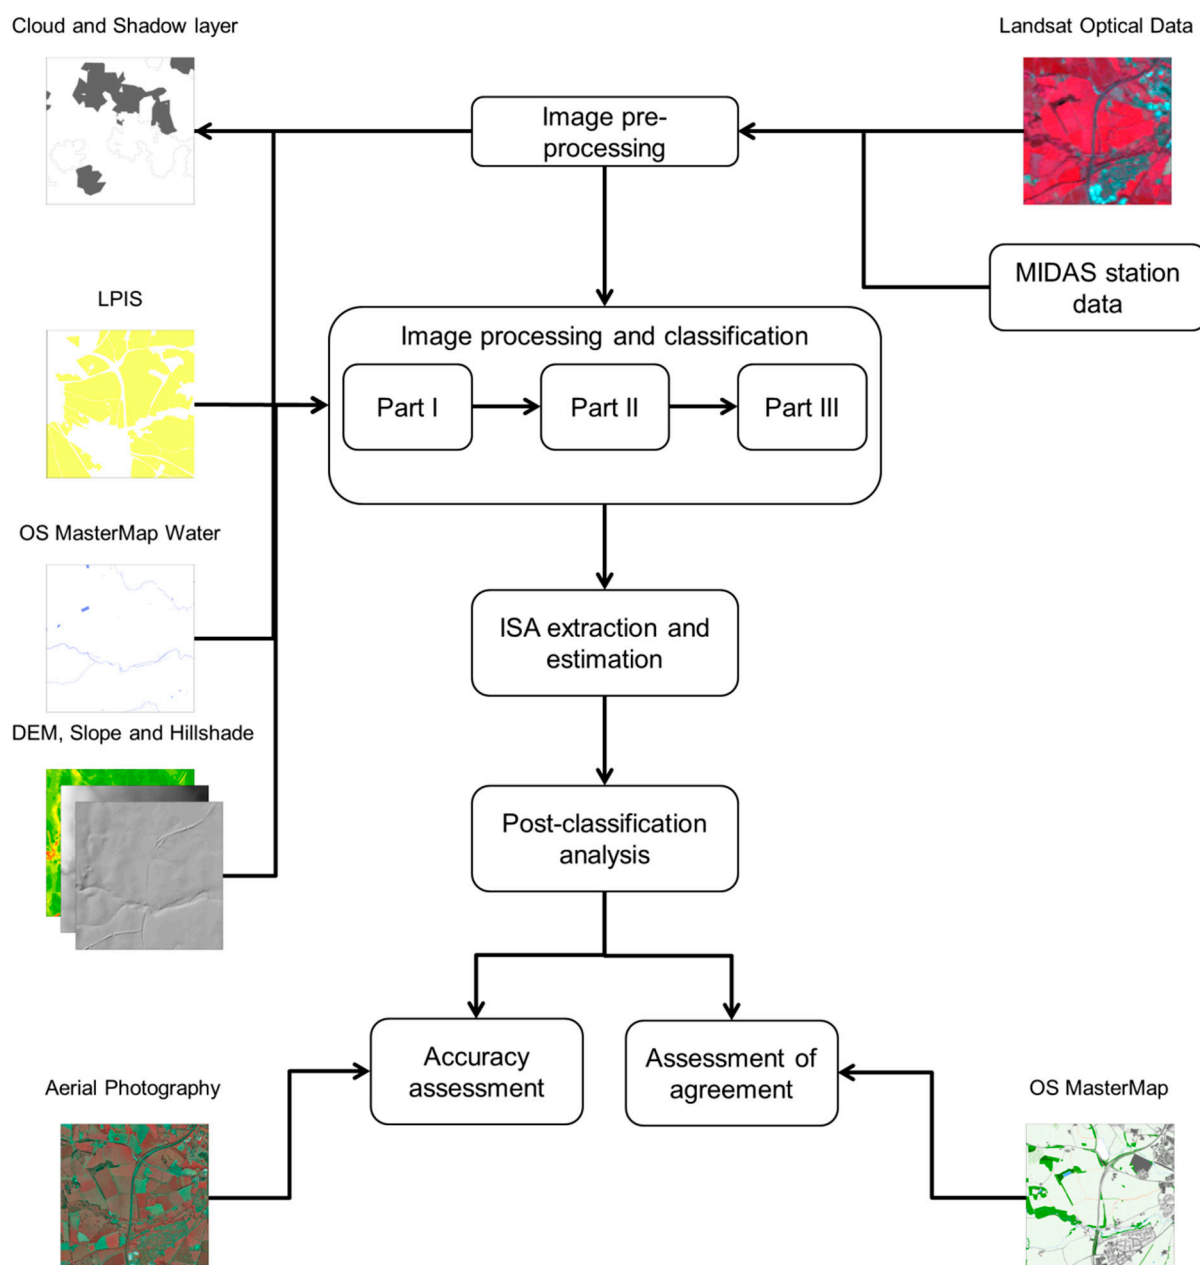 Cloud and Shadow layer
Landsat Optical Data
Image pre-
processing
MIDAS station
data
LPIS
Image processing and classification
Part I
Part II
Part III
OS MasterMap Water
ISA extraction and
estimation
DEM, Slope and Hillshade
Post-classification
analysis
Accuracy
assessment
Assessment of
agreement
Aerial Photography
OS MasterMap